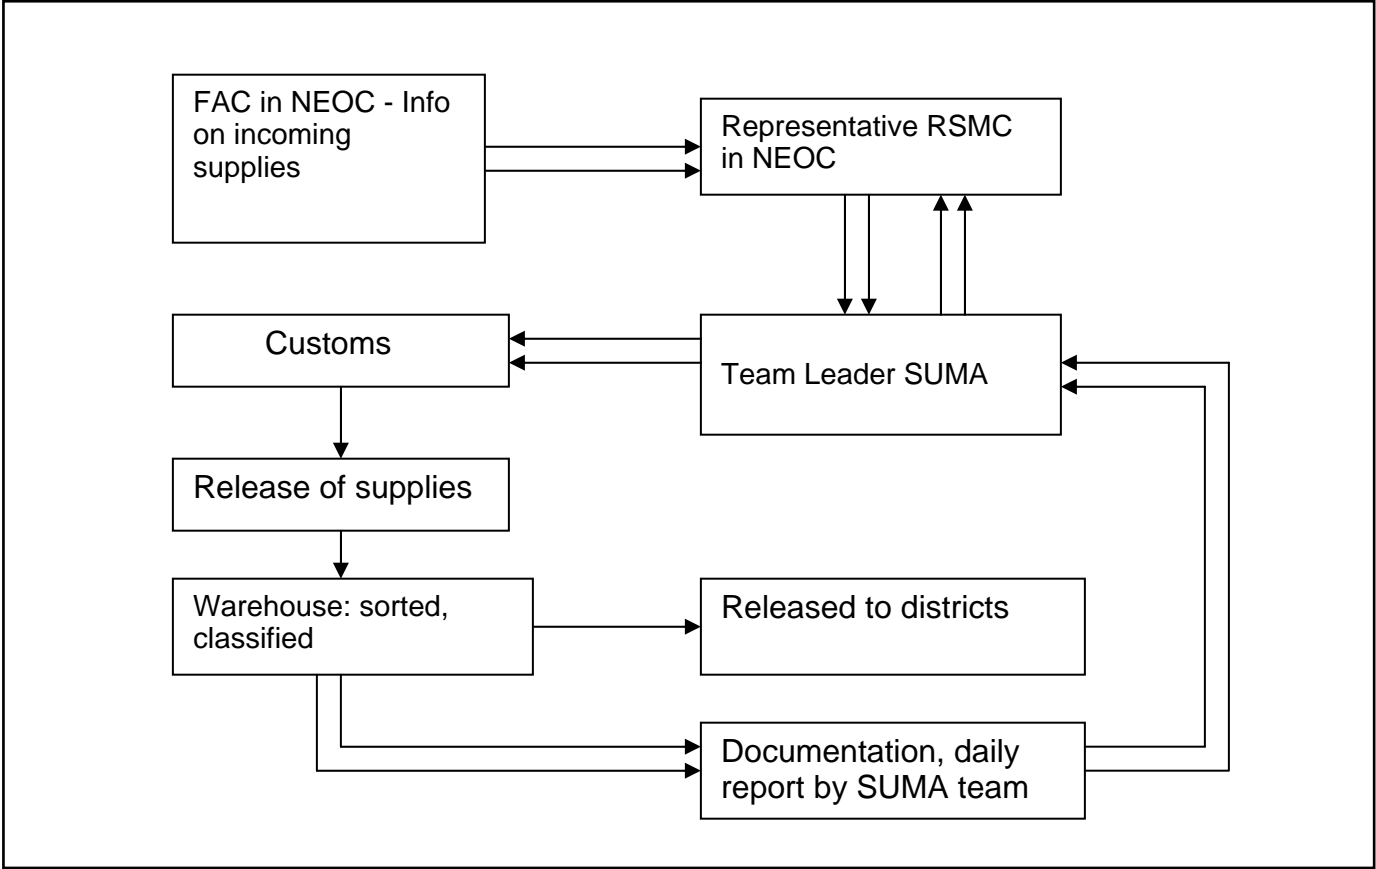 FAC in NEOC - Info
on incoming
supplies
Representative RSMC
in NEOC
Customs
Team Leader SUMA
Release of supplies
Warehouse: sorted,
classified
Released to districts
Documentation, daily
report by SUMA team